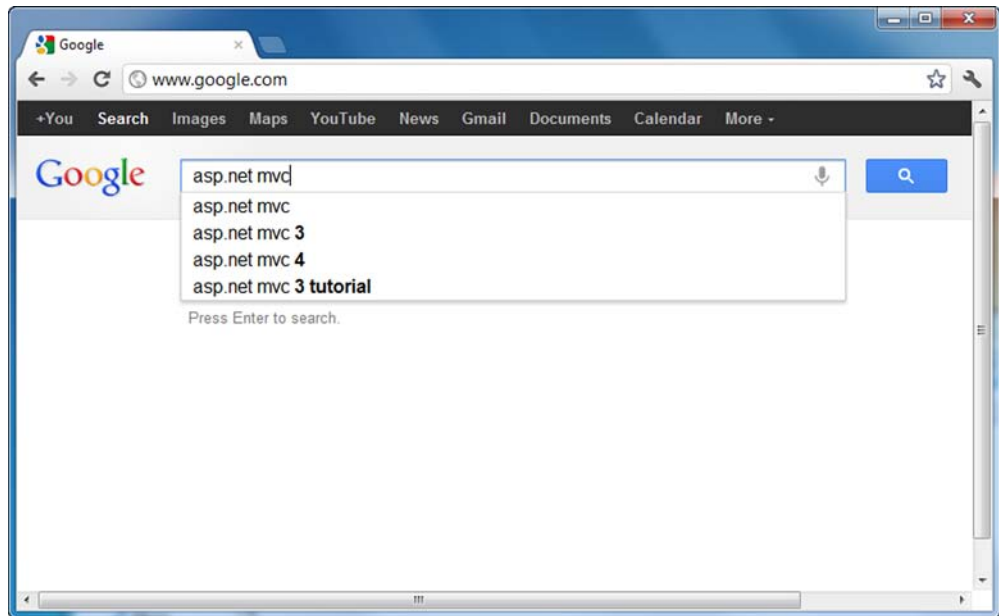 Google
www.google.com
+You Search Images Maps YouTube News Gmail Documents Calendar More
Google asp.net mvc
asp.net mvc
asp.net mvc 3
asp.net mvc 4
asp.net mvc 3 tutorial
Press Enter to search.